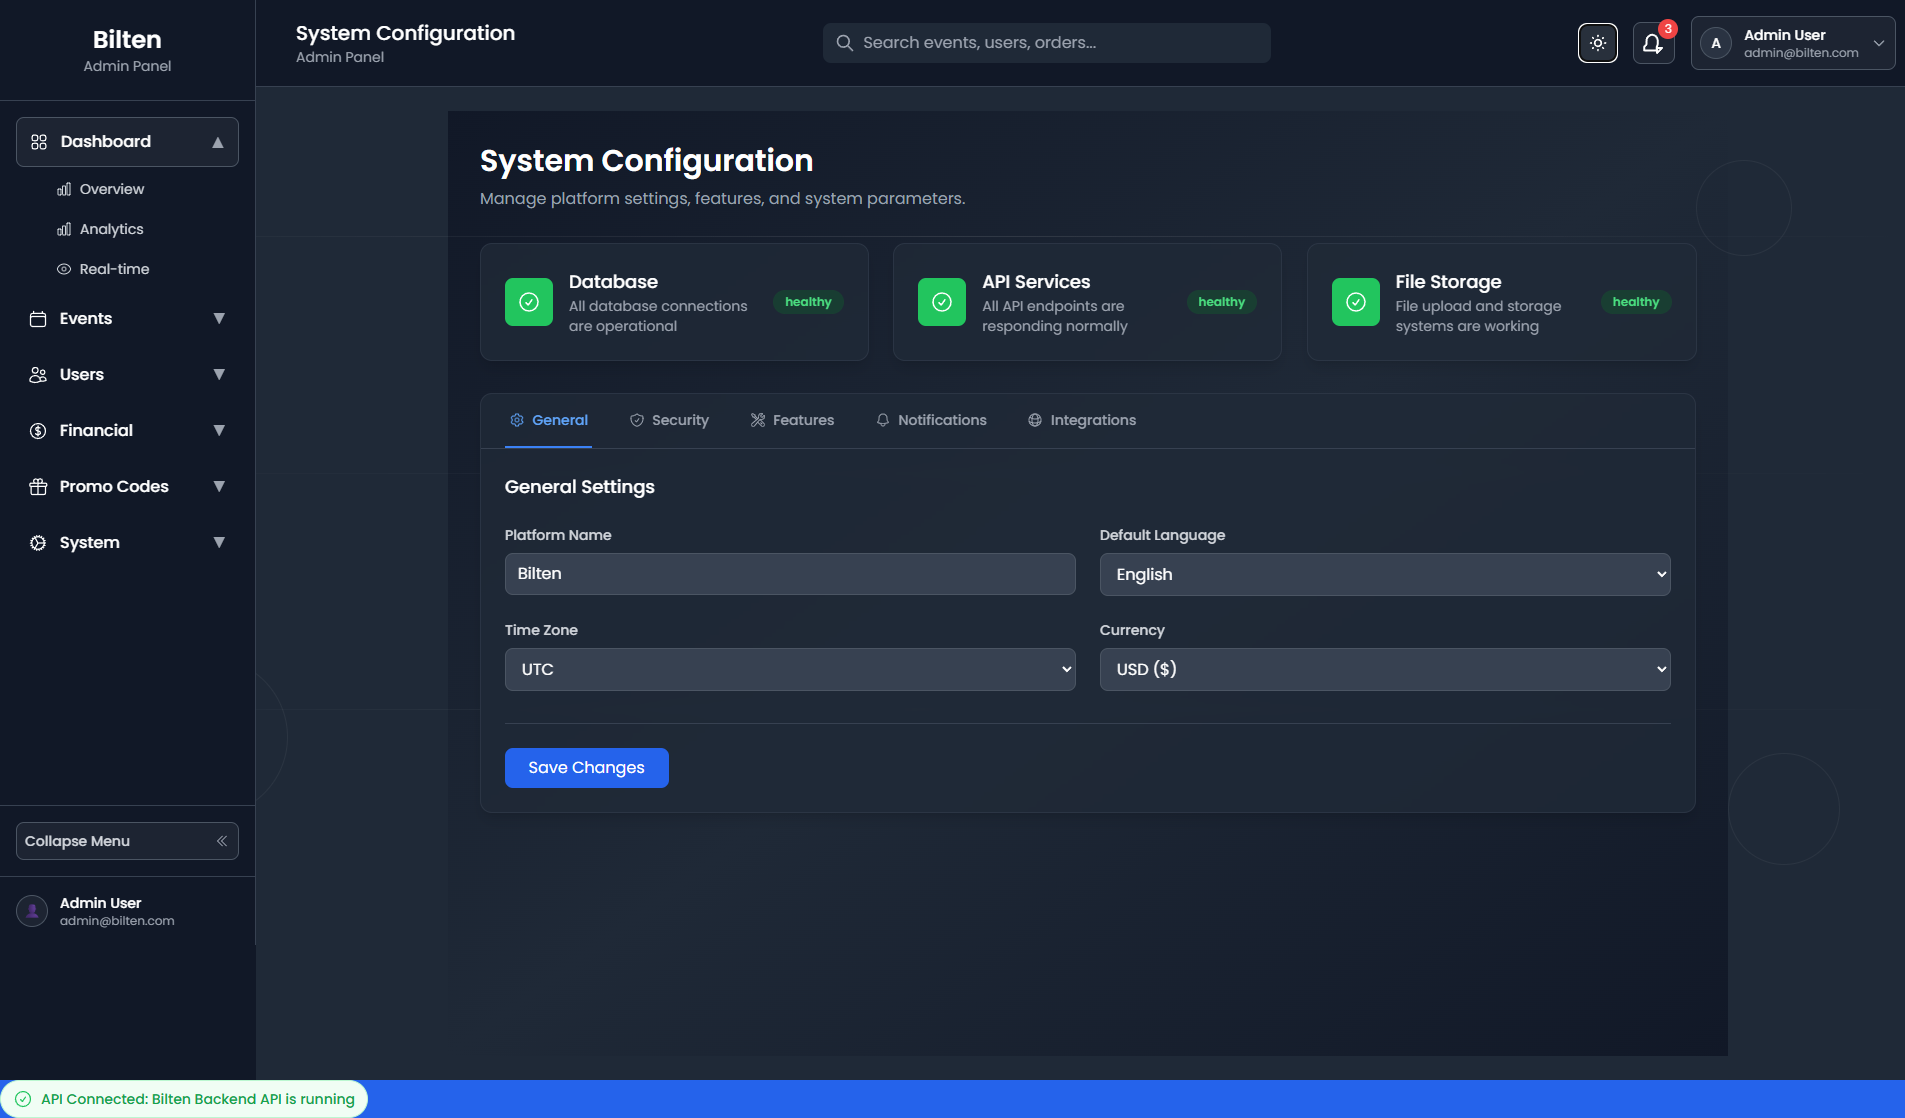 Bilten
Admin Panel
Dashboard
Overview
Analytics
Real-time
Events
Users
Financial
Promo Codes
System
Collapse Menu
Admin User
admin@bilten.com
System Configuration
Admin Panel
Search events, users, orders...
3
A
Admin User
admin@bilten.com
System Configuration
Manage platform settings, features, and system parameters.
Database
All database connections
are operational
healthy
API Services
All API endpoints are
responding normally
healthy
File Storage
File upload and storage
systems are working
healthy
General
Security
Features
Notifications
Integrations
General Settings
Platform Name
Bilten
Default Language
English
Time Zone
UTC
Currency
USD ($)
Save Changes
API Connected: Bilten Backend API is running